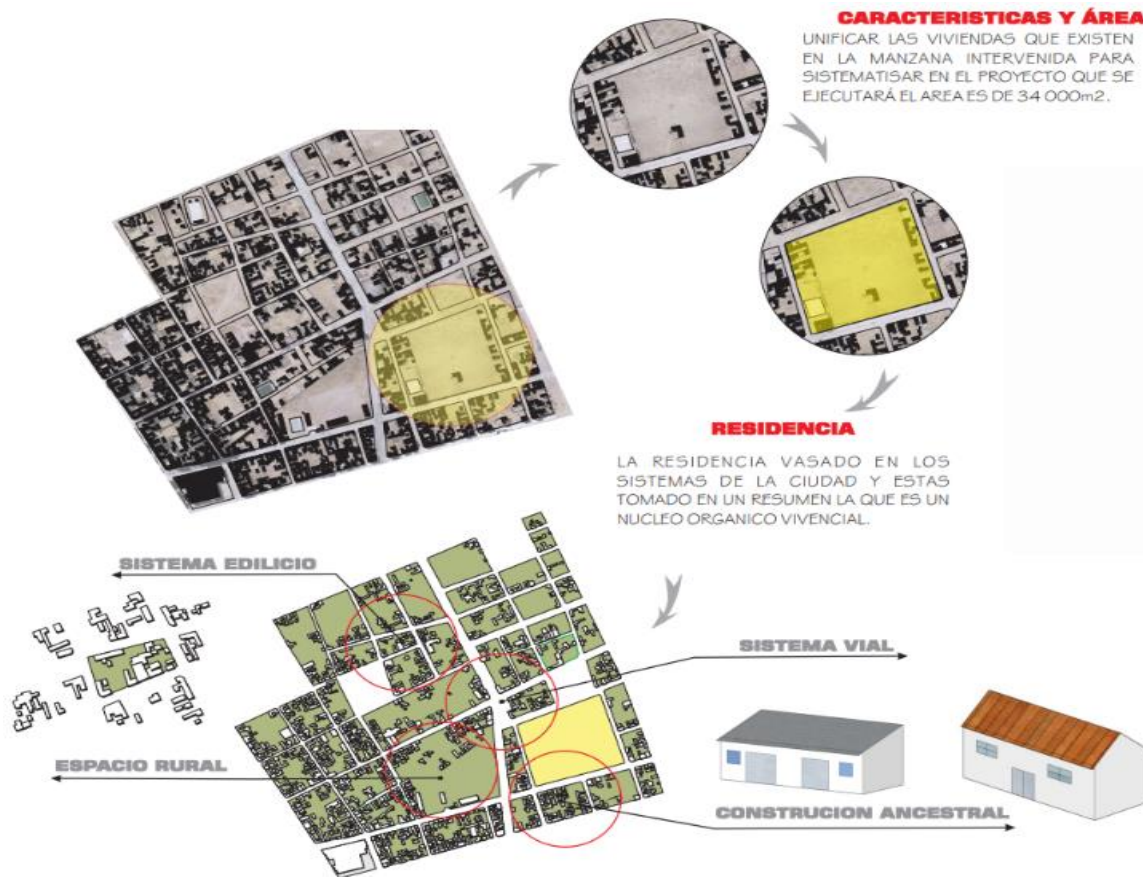 CARACTERISTICAS Y ÁREA
UNIFICAR LAS VIVIENDAS QUE EXISTEN
EN LA MANZANA INTERVENIDA PARA
SISTEMATISAR EN EL PROYECTO QUE SE
EJECUTARÁ EL AREA ES DE 34 000m2.
RESIDENCIA
LA RESIDENCIA VASADO EN LOS
SISTEMAS DE LA CIUDAD Y ESTAS
TOMADO EN UN RESUMEN LA QUE ES UN
NUCLEO ORGANICO VIVENCIAL.
SISTEMA EDILICIO
SISTEMA VIAL
ESPACIO RURAL
CONSTRUCION ANCESTRAL